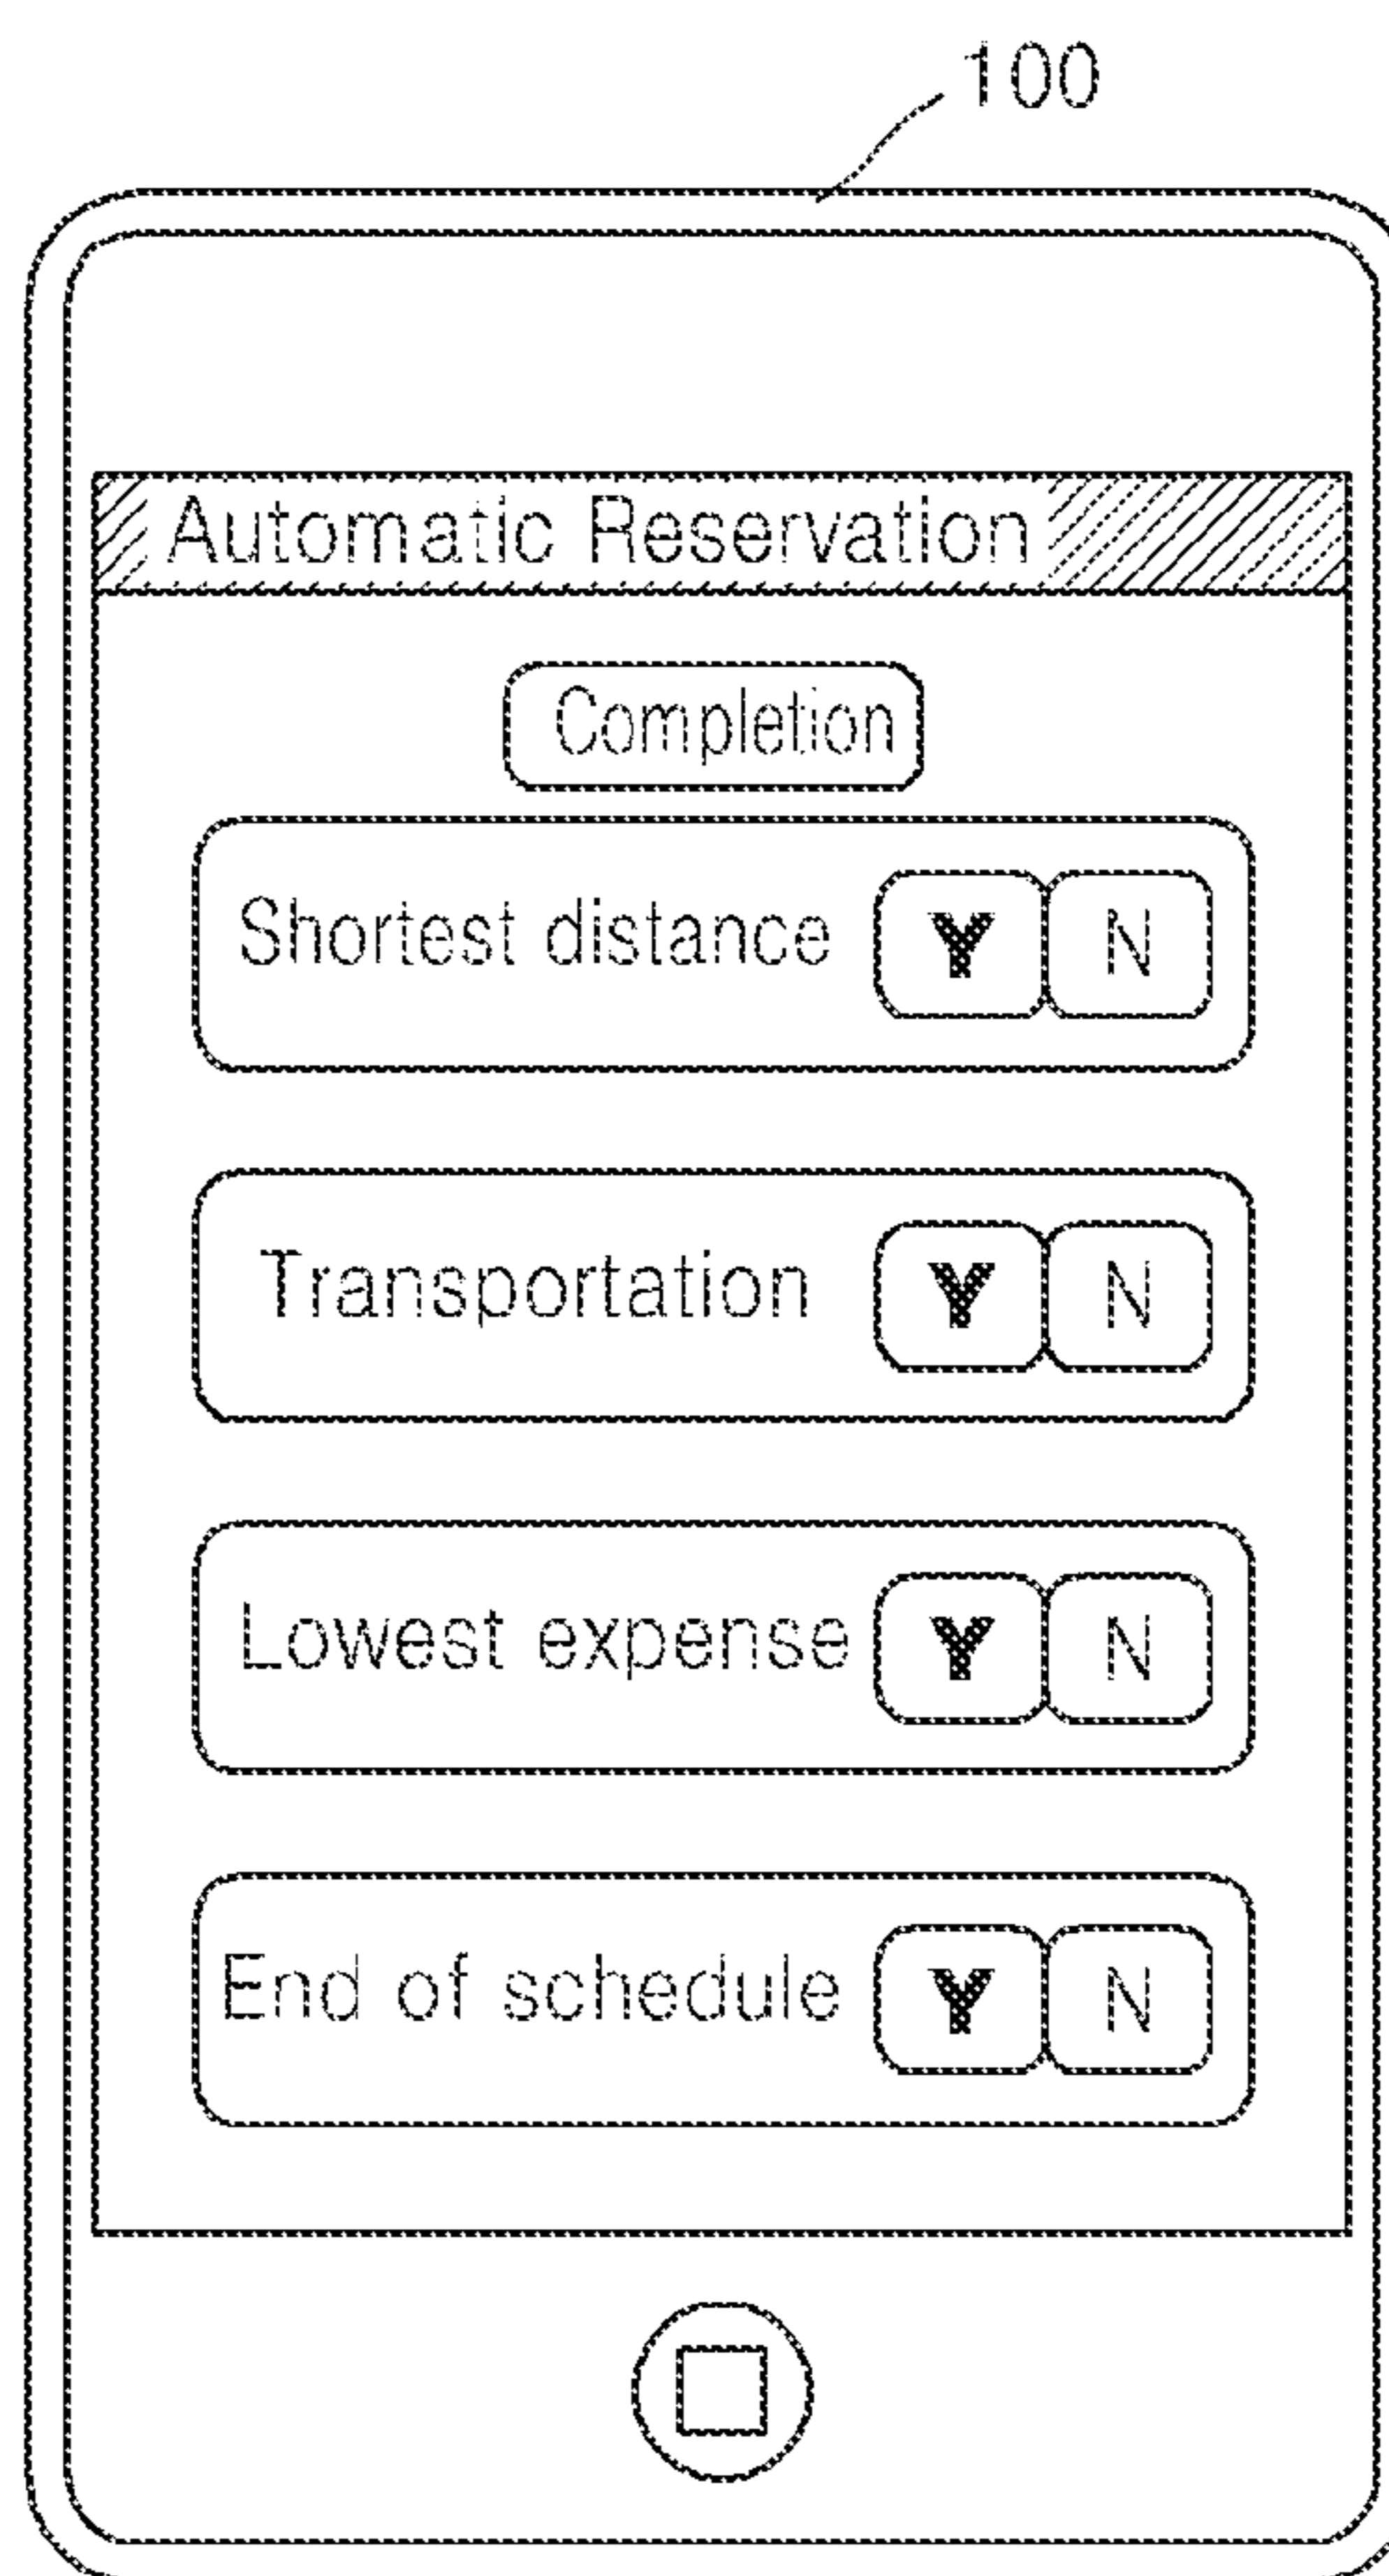 100
Automatic Reservation
Completion
Shortest distance Y N
Transportation Y N
Lowest expense Y N
End of schedule Y N